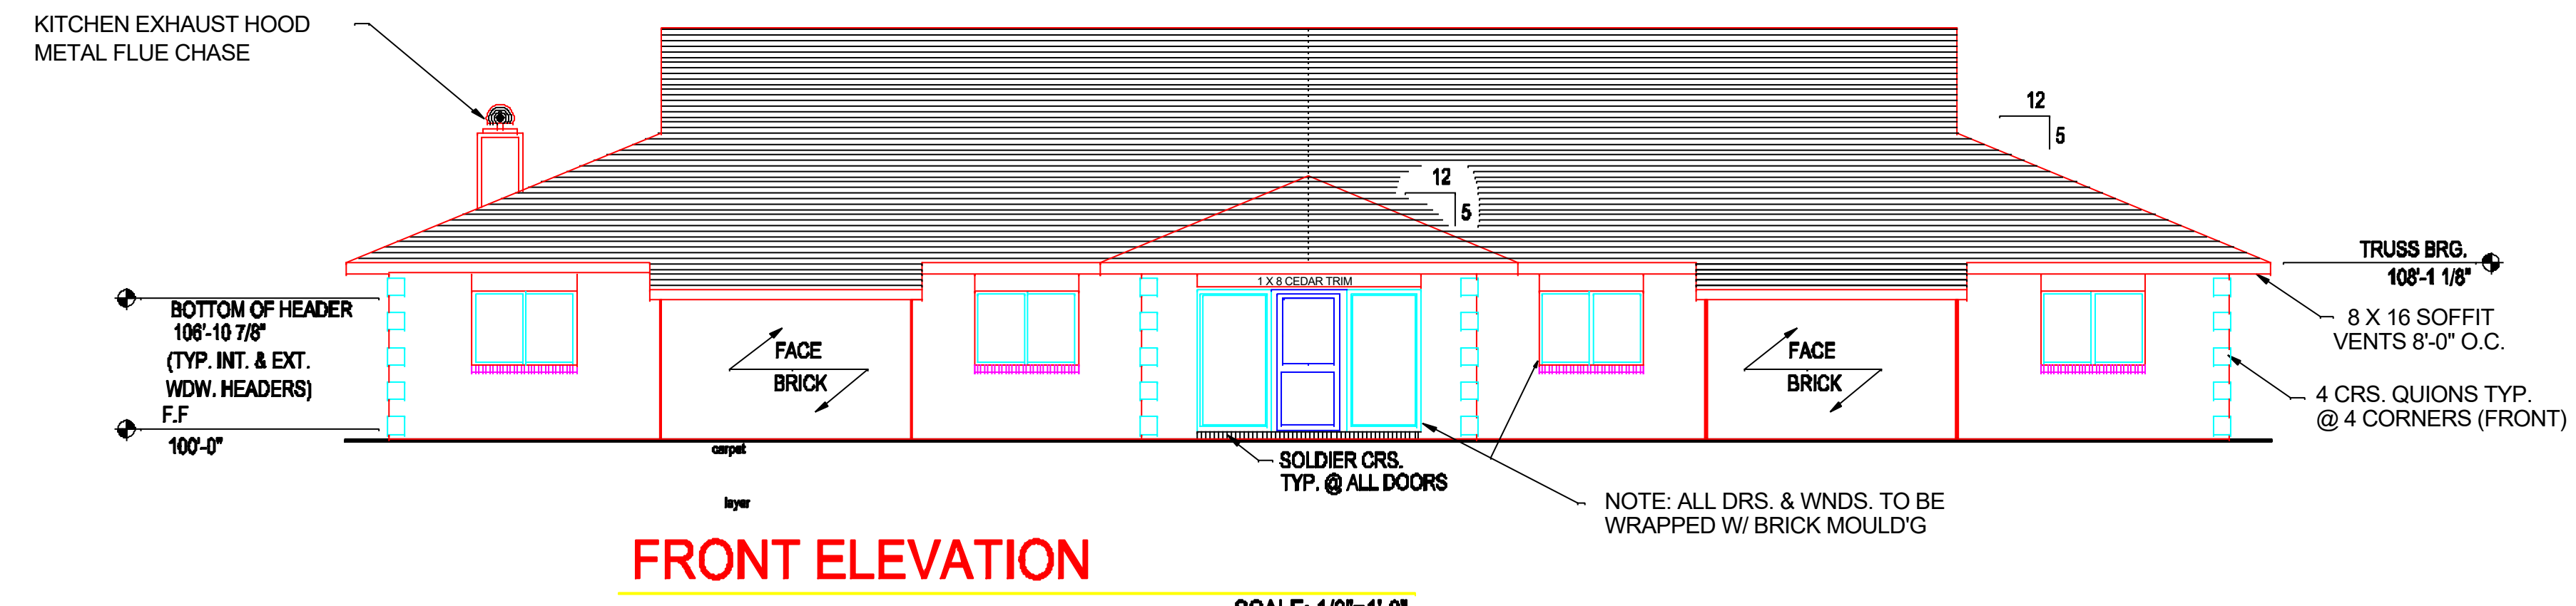 KITCHEN EXHAUST HOOD
METAL FLUE CHASE
12
5
12
5
TRUSS BRG.
108'-1 1/8"
1 X 8 CEDAR TRIM
BOTTOM OF HEADER
106'-10 7/8"
(TYP. INT. & EXT.
WDW. HEADERS)
F.F
100'-0"
FACE
BRICK
FACE
BRICK
8 X 16 SOFFIT
VENTS 8'-0" O.C.
4 CRS. QUIONS TYP.
@ 4 CORNERS (FRONT)
carpet
layer
SOLDIER CRS.
TYP. @ ALL DOORS
NOTE: ALL DRS. & WNDS. TO BE
WRAPPED W/ BRICK MOULD'G
FRONT ELEVATION